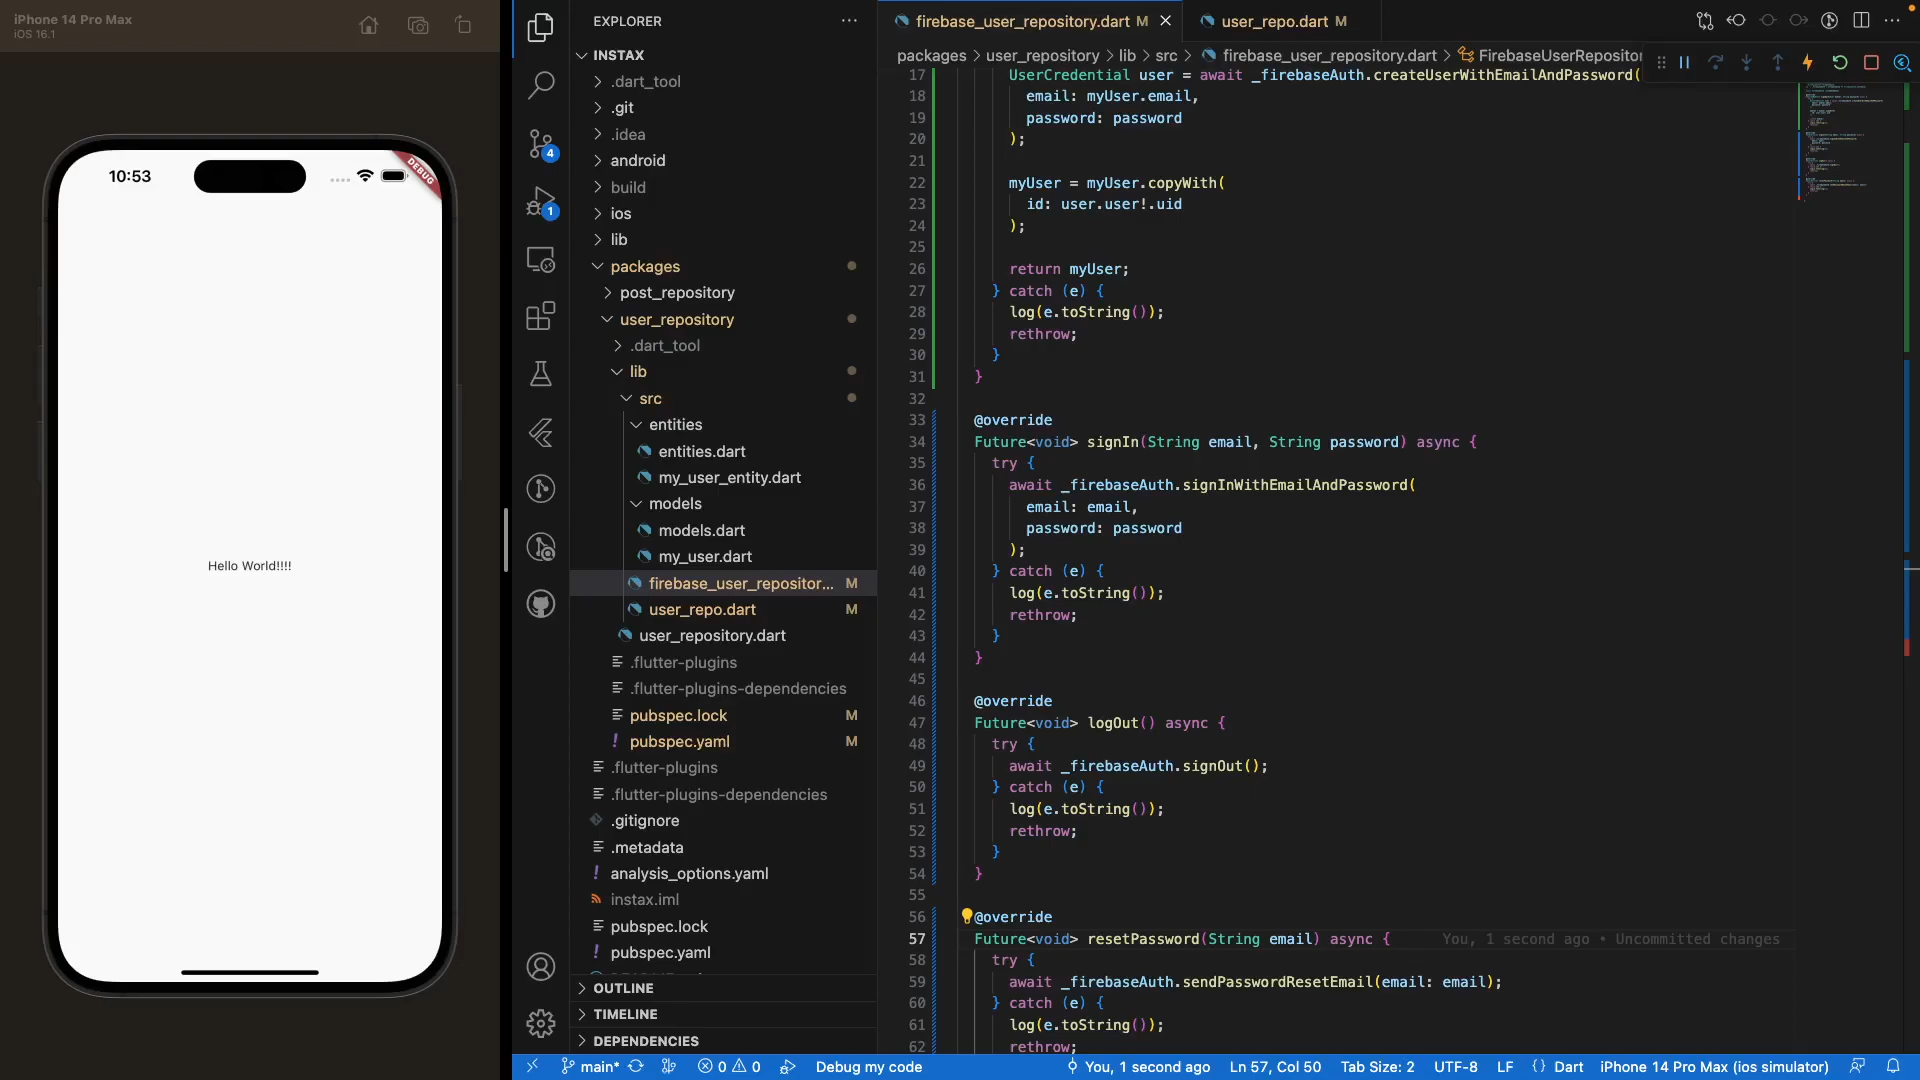 iPhone 14 Pro Max
iOS 16.1
10:53
DEBUG
Hello World!!!!
4
1
EXPLORER
INSTAX
.dart_tool
.git
.idea
android
build
ios
lib
packages
post_repository
user_repository
.dart_tool
lib
src
entities
entities.dart
my_user_entity.dart
models
models.dart
my_user.dart
firebase_user_repositor... M
user_repo.dart M
user_repository.dart
.flutter-plugins
.flutter-plugins-dependencies
pubspec.lock M
pubspec.yaml M
.flutter-plugins
.flutter-plugins-dependencies
.gitignore
.metadata
analysis_options.yaml
instax.iml
pubspec.lock
pubspec.yaml
OUTLINE
TIMELINE
DEPENDENCIES
firebase_user_repository.dart M
user_repo.dart M
packages > user_repository > lib > src > firebase_user_repository.dart > FirebaseUserRepositor
17 UserCredential user = await _firebaseAuth.createUserWithEmailAndPassword(
18 email: myUser.email,
19 password: password
20 );
21
22 myUser = myUser.copyWith(
23 id: user.user!.uid
24 );
25
26 return myUser;
27 } catch (e) {
28 log(e.toString());
29 rethrow;
30 }
31 }
32
33 @override
34 Future<void> signIn(String email, String password) async {
35 try {
36 await _firebaseAuth.signInWithEmailAndPassword(
37 email: email,
38 password: password
39 );
40 } catch (e) {
41 log(e.toString());
42 rethrow;
43 }
44 }
45
46 @override
47 Future<void> logOut() async {
48 try {
49 await _firebaseAuth.signOut();
50 } catch (e) {
51 log(e.toString());
52 rethrow;
53 }
54 }
55
56 @override
57 Future<void> resetPassword(String email) async { You, 1 second ago • Uncommitted changes
58 try {
59 await _firebaseAuth.sendPasswordResetEmail(email: email);
60 } catch (e) {
61 log(e.toString());
62 rethrow;
main* 0 0 Debug my code You, 1 second ago Ln 57, Col 50 Tab Size: 2 UTF-8 LF {} Dart iPhone 14 Pro Max (ios simulator)